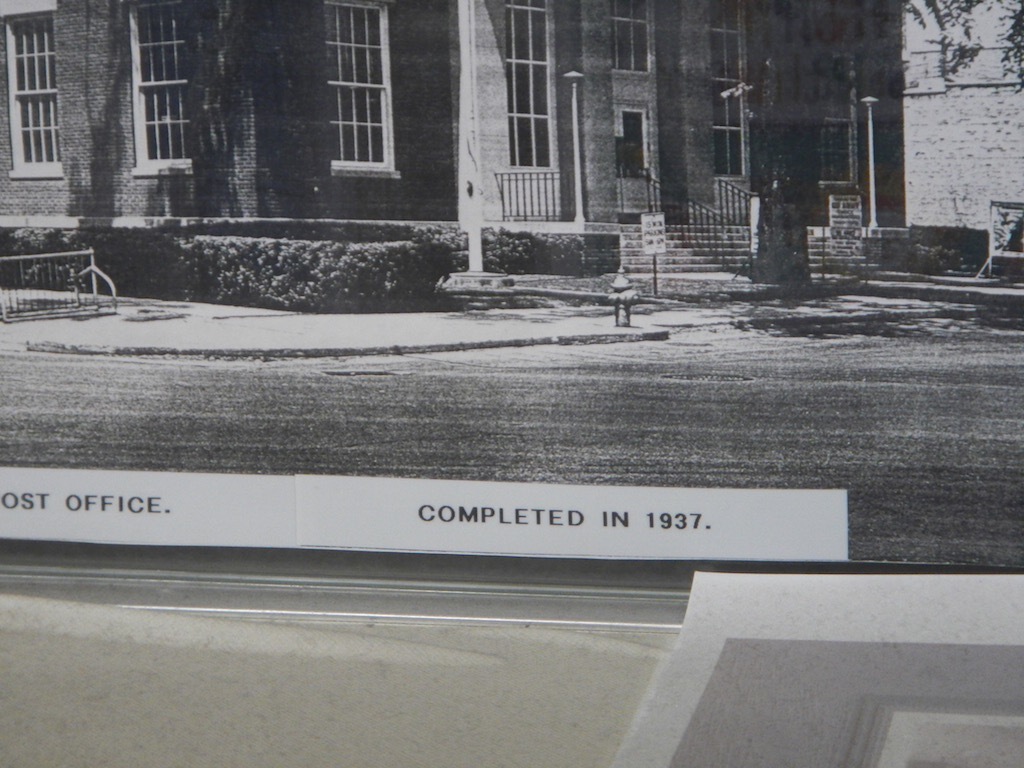 OST OFFICE. COMPLETED IN 1937.